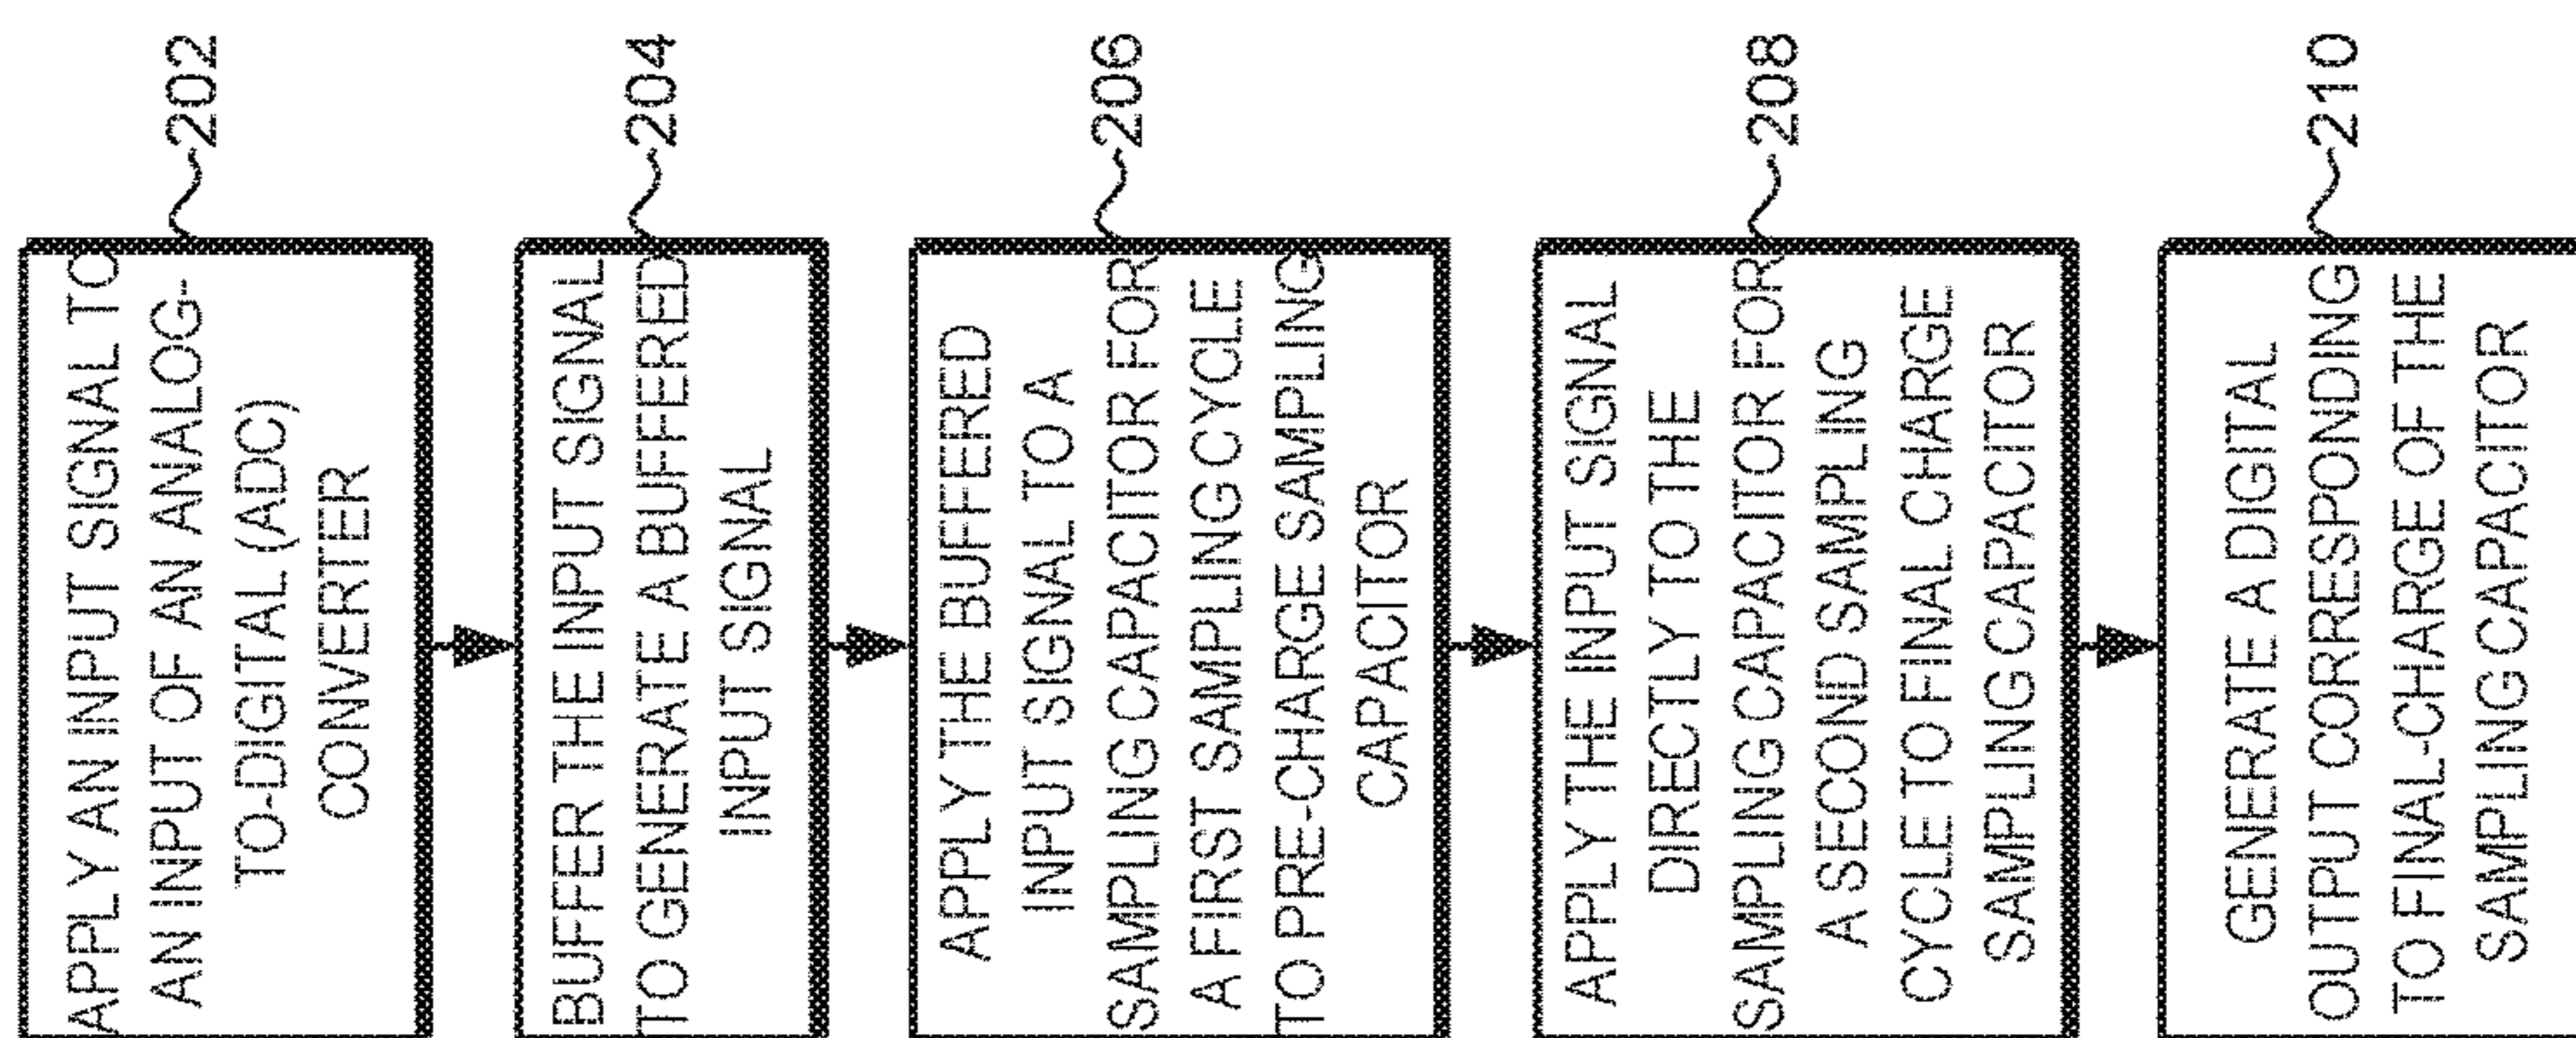 APPLY AN INPUT SIGNAL TO
AN INPUT OF AN ANALOG-
TO-DIGITAL (ADC)
CONVERTER
202
BUFFER THE INPUT SIGNAL
TO GENERATE A BUFFERED
INPUT SIGNAL
204
APPLY THE BUFFERED
INPUT SIGNAL TO A
SAMPLING CAPACITOR FOR
A FIRST SAMPLING CYCLE
TO PRE-CHARGE SAMPLING
CAPACITOR
206
APPLY THE INPUT SIGNAL
DIRECTLY TO THE
SAMPLING CAPACITOR FOR
A SECOND SAMPLING
CYCLE TO FINAL CHARGE
SAMPLING CAPACITOR
208
GENERATE A DIGITAL
OUTPUT CORRESPONDING
TO FINAL-CHARGE OF THE
SAMPLING CAPACITOR
210